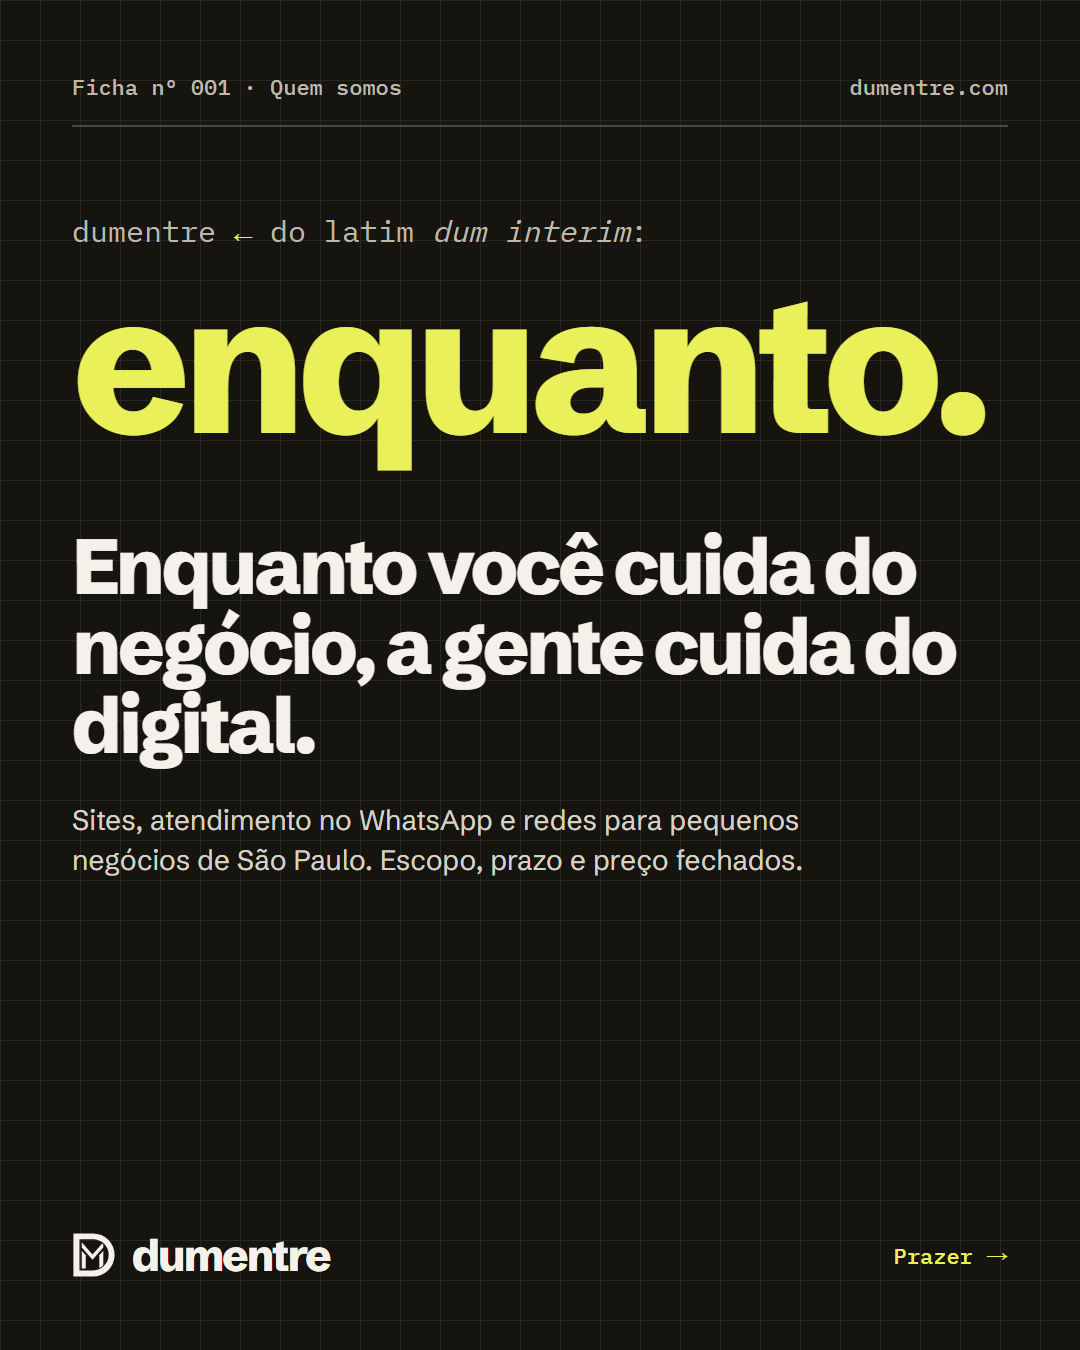 Ficha nº 001 · Quem somos
dumentre.com
dumentre ← do latim dum interim:
enquanto.
Enquanto você cuida do
negócio, a gente cuida do
digital.
Sites, atendimento no WhatsApp e redes para pequenos
negócios de São Paulo. Escopo, prazo e preço fechados.
dumentre
Prazer →